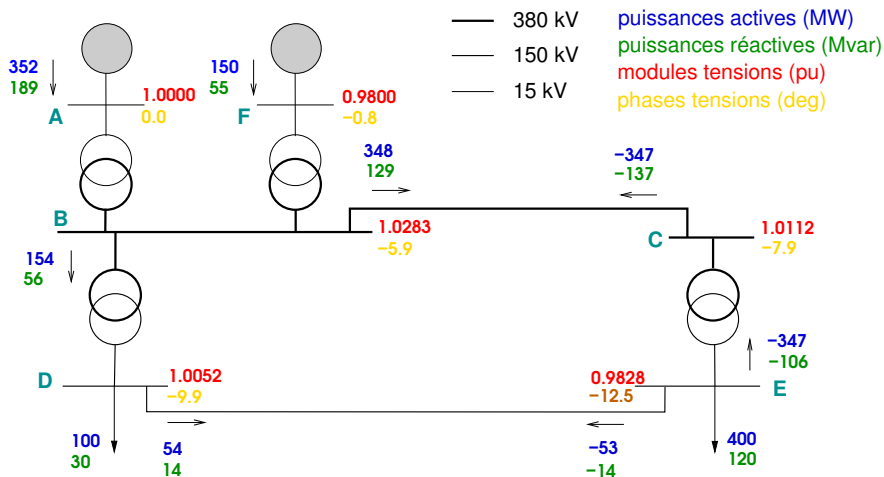 380 kV
150 kV
15 kV
puissances actives (MW)
puissances réactives (Mvar)
modules tensions (pu)
phases tensions (deg)
352
189
1.0000
0.0
A
150
55
0.9800
−0.8
F
348
129
−347
−137
B
1.0283
−5.9
C
1.0112
−7.9
154
56
−347
−106
D
1.0052
−9.9
0.9828
−12.5
E
100
30
54
14
−53
−14
400
120